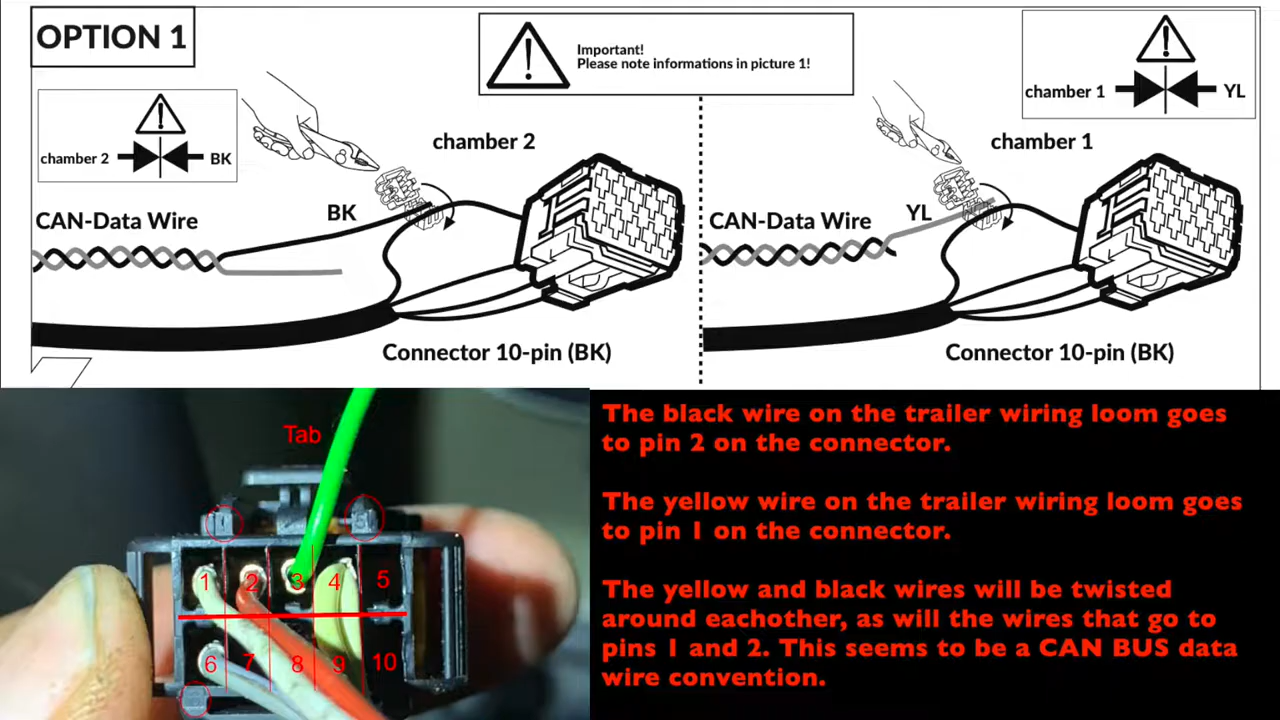 OPTION 1
Important!
Please note informations in picture 1!
chamber 1
YL
chamber 2
BK
chamber 2
chamber 1
BK
YL
CAN-Data Wire
CAN-Data Wire
Connector 10-pin (BK)
Connector 10-pin (BK)
Tab
1 2 3 4 5
6 7 8 9 10
The black wire on the trailer wiring loom goes
to pin 2 on the connector.
The yellow wire on the trailer wiring loom goes
to pin 1 on the connector.
The yellow and black wires will be twisted
around eachother, as will the wires that go to
pins 1 and 2. This seems to be a CAN BUS data
wire convention.